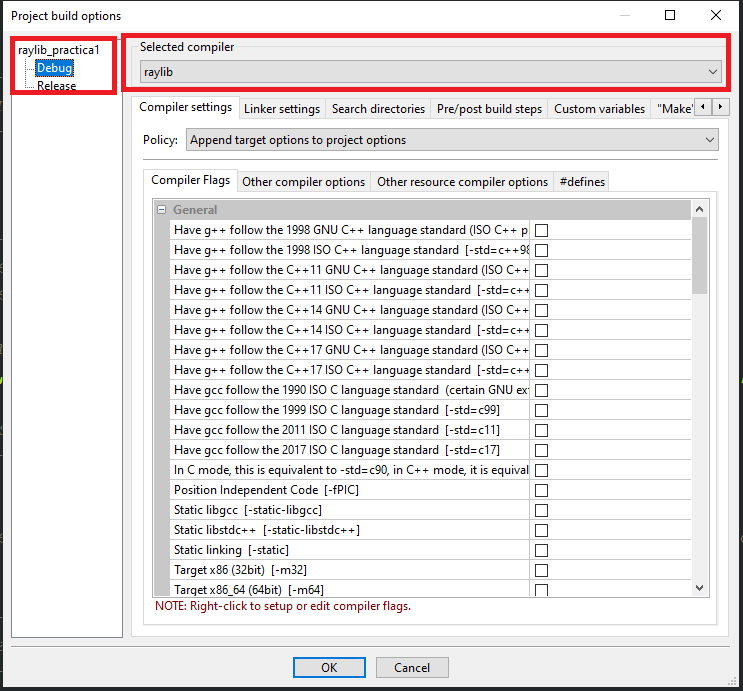 Project build options
raylib_practica1
Debug
Release
Selected compiler
raylib
Compiler settings Linker settings Search directories Pre/post build steps Custom variables "Make"
Policy: Append target options to project options
Compiler Flags Other compiler options Other resource compiler options #defines
General
Have g++ follow the 1998 GNU C++ language standard (ISO C++ p
Have g++ follow the 1998 ISO C++ language standard [-std=c++98
Have g++ follow the C++11 GNU C++ language standard (ISO C++
Have g++ follow the C++11 ISO C++ language standard [-std=c++
Have g++ follow the C++14 GNU C++ language standard (ISO C++
Have g++ follow the C++14 ISO C++ language standard [-std=c++
Have g++ follow the C++17 GNU C++ language standard (ISO C++
Have g++ follow the C++17 ISO C++ language standard [-std=c++
Have gcc follow the 1990 ISO C language standard (certain GNU ext
Have gcc follow the 1999 ISO C language standard [-std=c99]
Have gcc follow the 2011 ISO C language standard [-std=c11]
Have gcc follow the 2017 ISO C language standard [-std=c17]
In C mode, this is equivalent to -std=c90, in C++ mode, it is equival
Position Independent Code [-fPIC]
Static libgcc [-static-libgcc]
Static libstdc++ [-static-libstdc++]
Static linking [-static]
Target x86 (32bit) [-m32]
Target x86_64 (64bit) [-m64]
NOTE: Right-click to setup or edit compiler flags.
OK Cancel